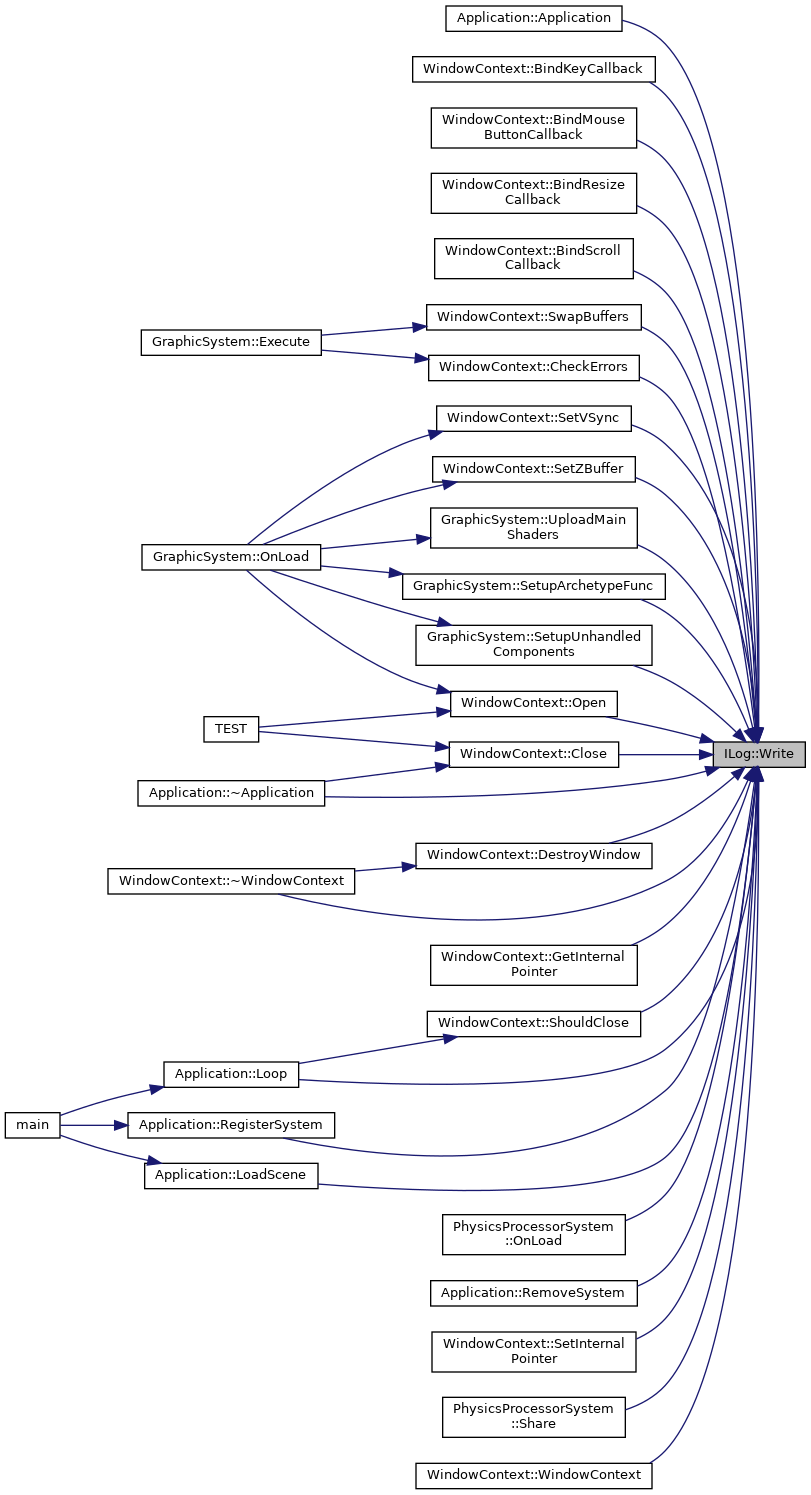 Application::Application
WindowContext::BindKeyCallback
WindowContext::BindMouse
ButtonCallback
WindowContext::BindResize
Callback
WindowContext::BindScroll
Callback
WindowContext::SwapBuffers
GraphicSystem::Execute
WindowContext::CheckErrors
WindowContext::SetVSync
WindowContext::SetZBuffer
GraphicSystem::UploadMain
Shaders
GraphicSystem::OnLoad
GraphicSystem::SetupArchetypeFunc
GraphicSystem::SetupUnhandled
Components
WindowContext::Open
TEST
WindowContext::Close
ILog::Write
Application::~Application
WindowContext::DestroyWindow
WindowContext::~WindowContext
WindowContext::GetInternal
Pointer
WindowContext::ShouldClose
Application::Loop
main
Application::RegisterSystem
Application::LoadScene
PhysicsProcessorSystem
::OnLoad
Application::RemoveSystem
WindowContext::SetInternal
Pointer
PhysicsProcessorSystem
::Share
WindowContext::WindowContext